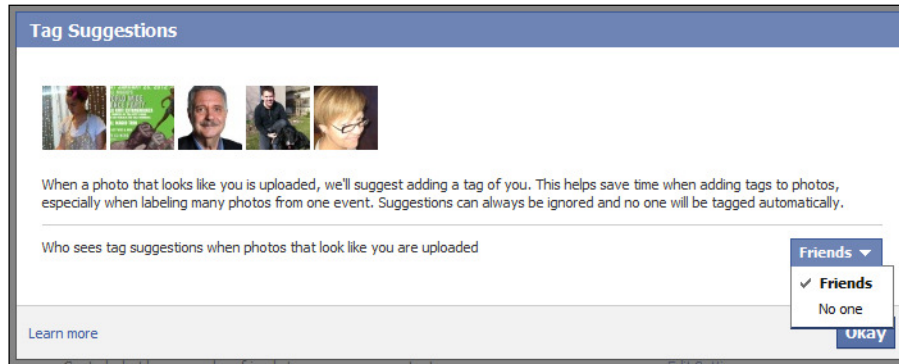 Tag Suggestions
When a photo that looks like you is uploaded, we'll suggest adding a tag of you. This helps save time when adding tags to photos,
especially when labeling many photos from one event. Suggestions can always be ignored and no one will be tagged automatically.
Who sees tag suggestions when photos that look like you are uploaded
Friends
Friends
No one
Learn more
Okay